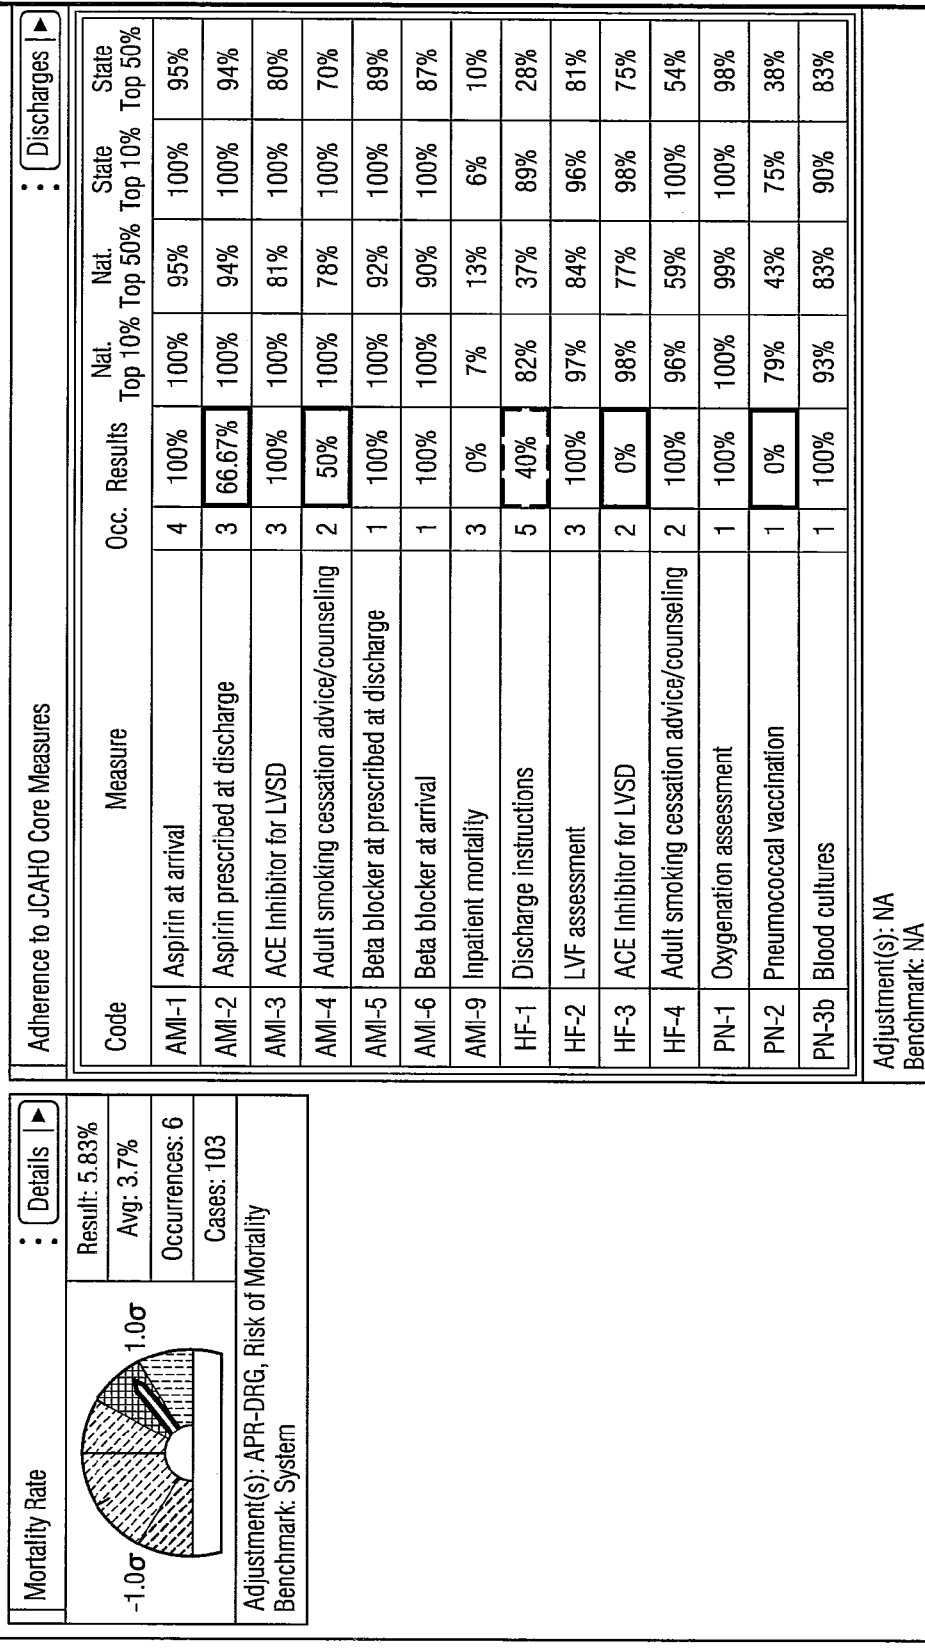 Mortality Rate
: Details
-1.0σ
1.0σ
Result: 5.83%
Avg: 3.7%
Occurrences: 6
Cases: 103
Adjustment(s): APR-DRG, Risk of Mortality
Benchmark: System
Adherence to JCAHO Core Measures
: Discharges
Code Measure Occ. Results Nat. Top 10% Nat. Top 50% State Top 10% State Top 50%
AMI-1 Aspirin at arrival 4 100% 100% 95% 100% 95%
AMI-2 Aspirin prescribed at discharge 3 66.67% 100% 94% 100% 94%
AMI-3 ACE Inhibitor for LVSD 3 100% 100% 81% 100% 80%
AMI-4 Adult smoking cessation advice/counseling 2 50% 100% 78% 100% 70%
AMI-5 Beta blocker at prescribed at discharge 1 100% 100% 92% 100% 89%
AMI-6 Beta blocker at arrival 1 100% 100% 90% 100% 87%
AMI-9 Inpatient mortality 3 0% 7% 13% 6% 10%
HF-1 Discharge instructions 5 40% 82% 37% 89% 28%
HF-2 LVF assessment 3 100% 97% 84% 96% 81%
HF-3 ACE Inhibitor for LVSD 2 0% 98% 77% 98% 75%
HF-4 Adult smoking cessation advice/counseling 2 100% 96% 59% 100% 54%
PN-1 Oxygenation assessment 1 100% 100% 99% 100% 98%
PN-2 Pneumococcal vaccination 1 0% 79% 43% 75% 38%
PN-3b Blood cultures 1 100% 93% 83% 90% 83%
Adjustment(s): NA
Benchmark: NA